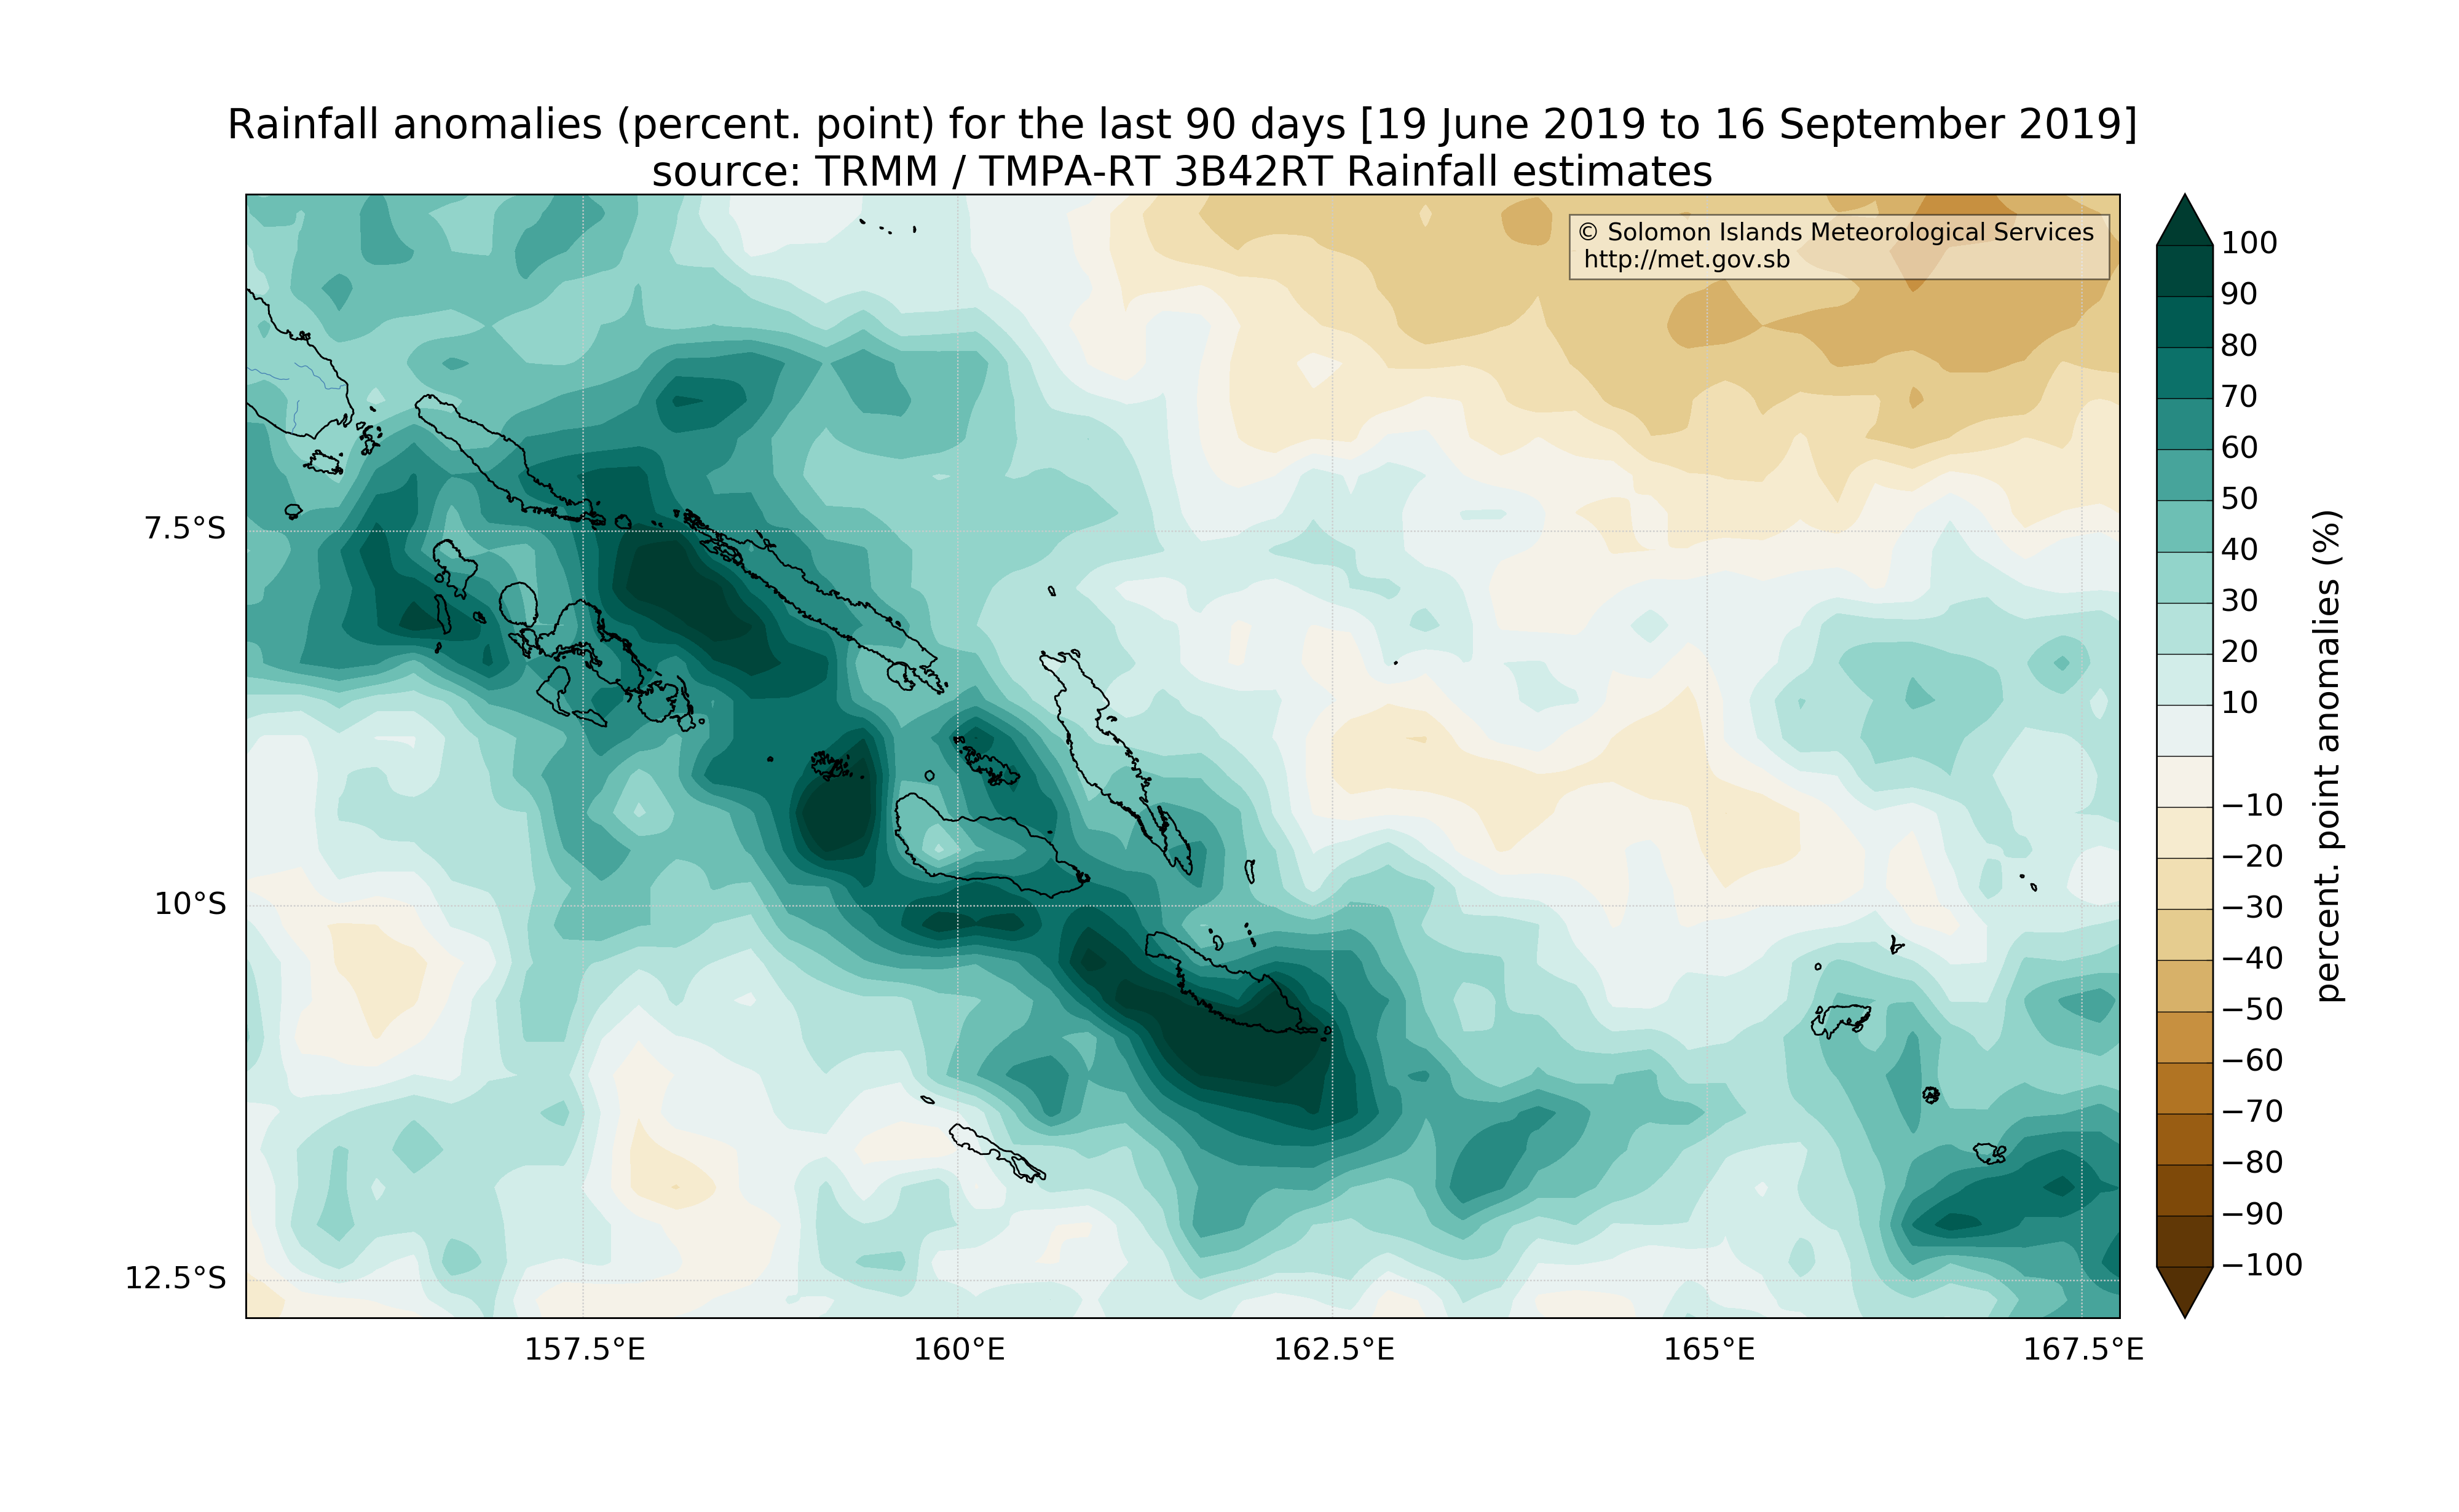 Rainfall anomalies (percent. point) for the last 90 days [19 June 2019 to 16 September 2019]
source: TRMM / TMPA-RT 3B42RT Rainfall estimates
© Solomon Islands Meteorological Services
http://met.gov.sb
7.5°S
10°S
12.5°S
157.5°E
160°E
162.5°E
165°E
167.5°E
100
90
80
70
60
50
40
30
20
10
−10
−20
−30
−40
−50
−60
−70
−80
−90
−100
percent. point anomalies (%)